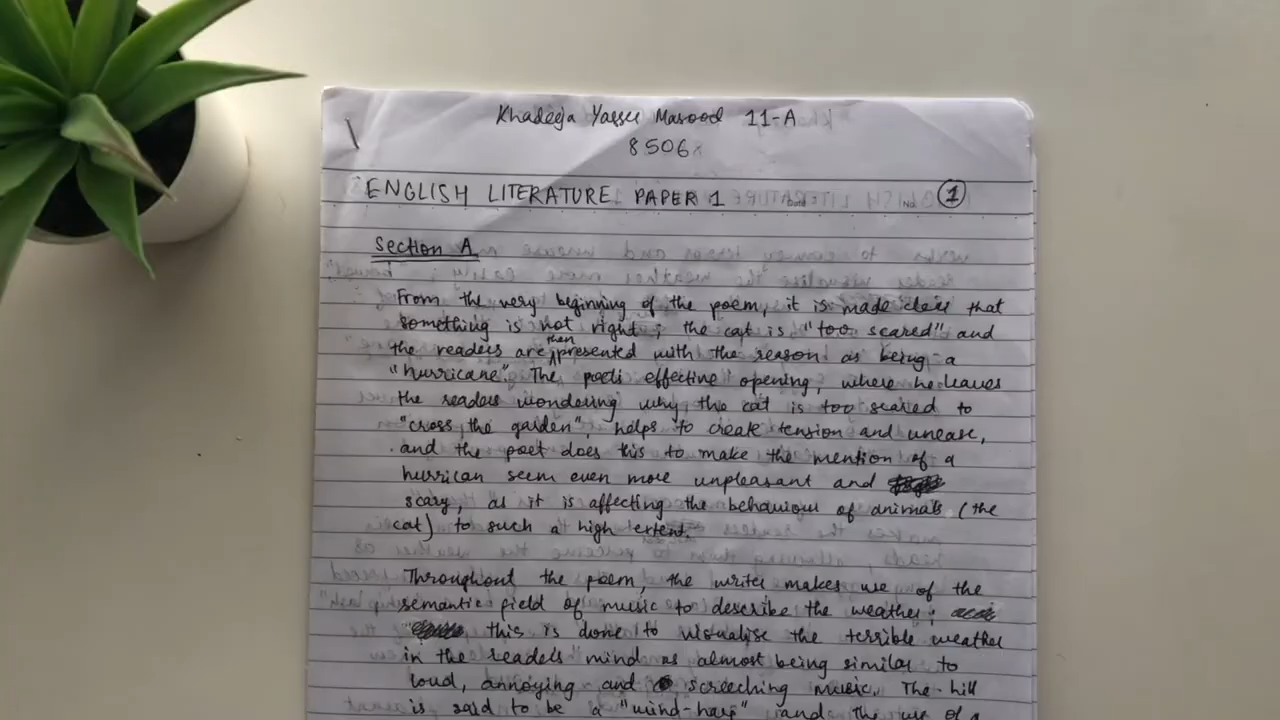 Khadeeja Yasser Masood 11-A
8506
ENGLISH LITERATURE PAPER 1
1
Section A
From the very beginning of the poem, it is made clear that
something is not right; the cat is "too scared" and
the readers are then presented with the reason as being a
"hurricane". The poet's effective opening, where he leaves
the readers wondering why the cat is too scared to
"cross the garden", helps to create tension and unease,
and the poet does this to make the mention of a
hurrican seem even more unpleasant and
scary, as it is affecting the behaviour of animals (the
cat) to such a high extent.
Throughout the poem, the writer makes use of the
semantic field of music to describe the weather;
this is done to visualise the terrible weather
in the readers mind as almost being similar to
loud, annoying and screeching music. The hill
is said to be a "wind-harp" and the use of a